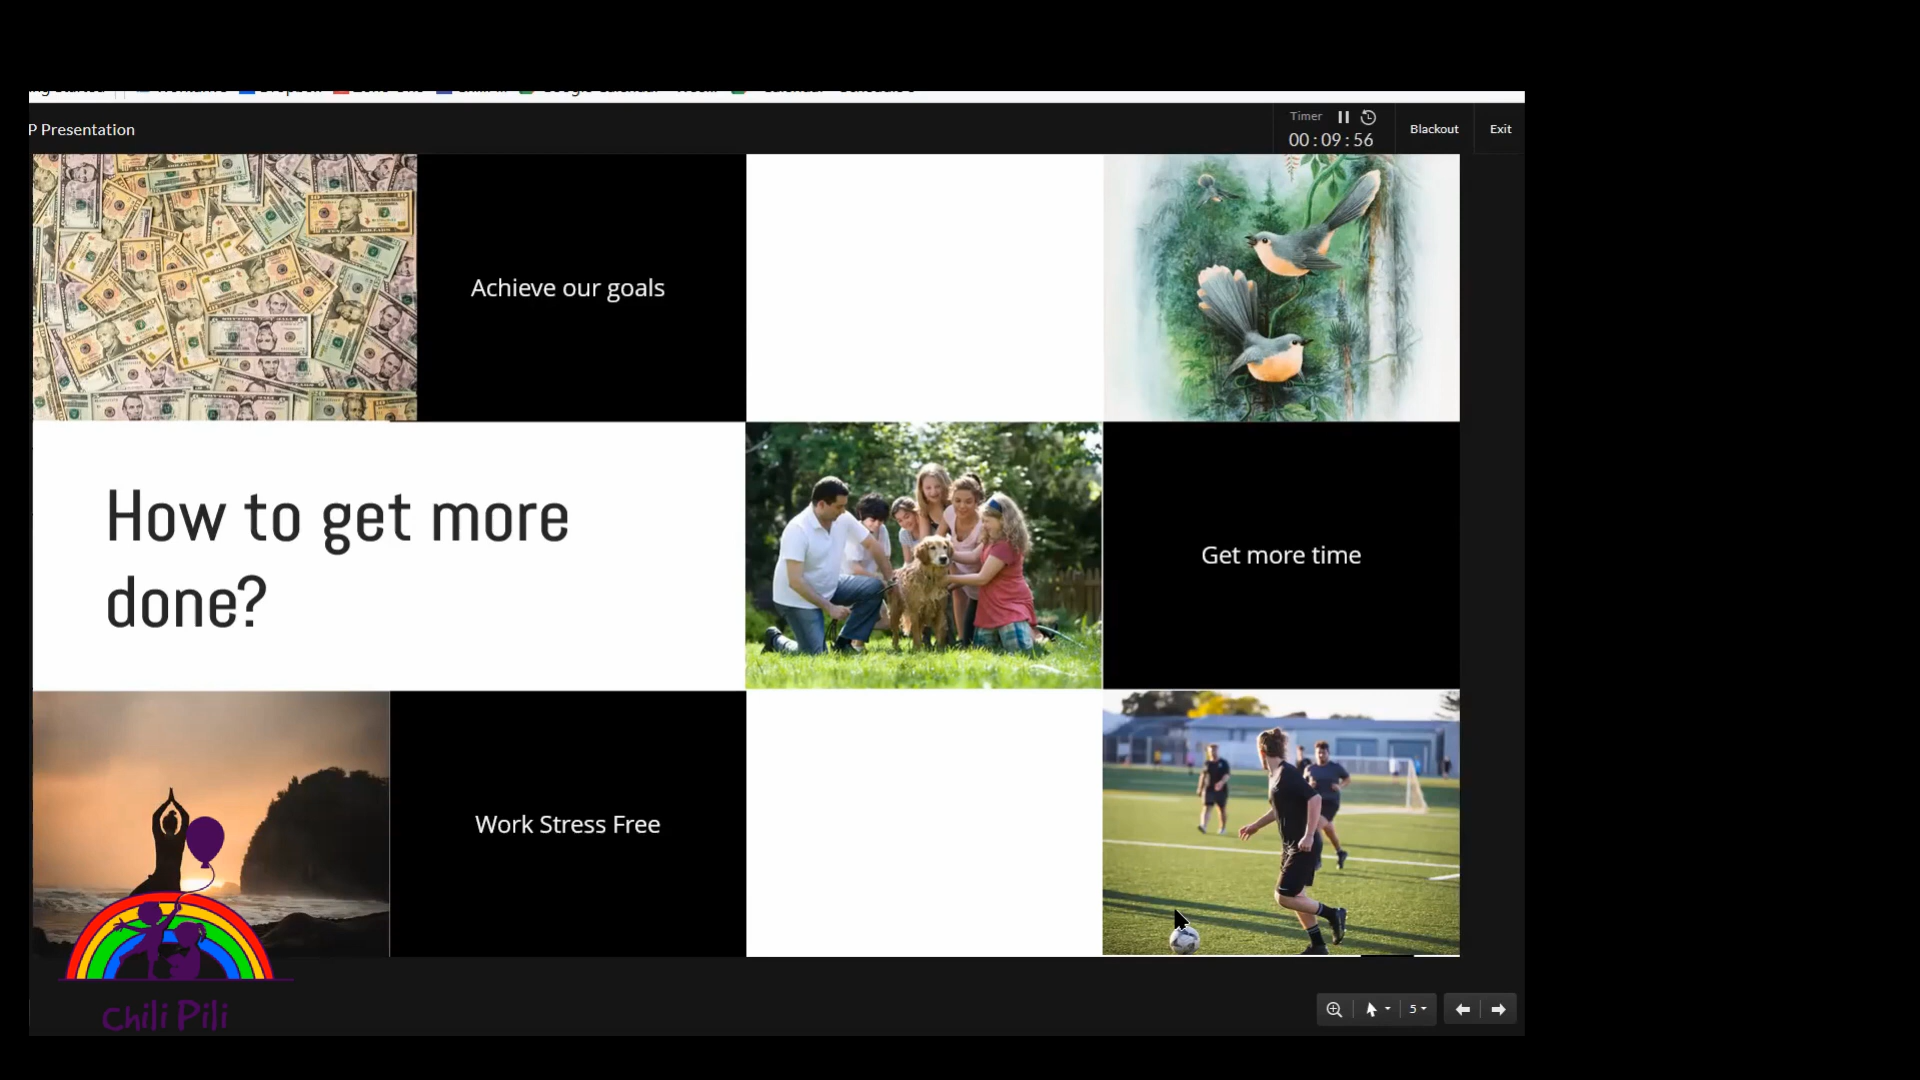 P Presentation
Timer
00:09:56
Blackout
Exit
Achieve our goals
How to get more
done?
Get more time
Work Stress Free
Chili Pili
5